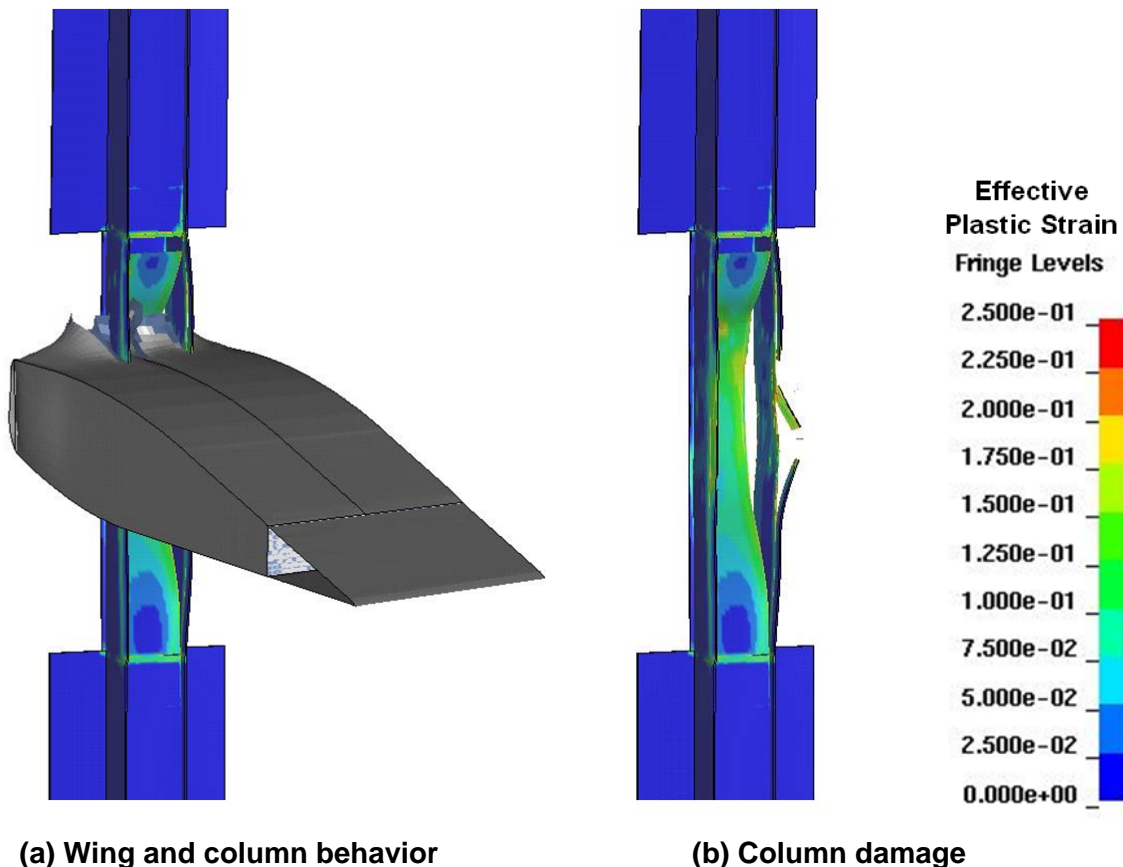 Effective
Plastic Strain
Fringe Levels
2.500e-01
2.250e-01
2.000e-01
1.750e-01
1.500e-01
1.250e-01
1.000e-01
7.500e-02
5.000e-02
2.500e-02
0.000e+00
(a) Wing and column behavior
(b) Column damage